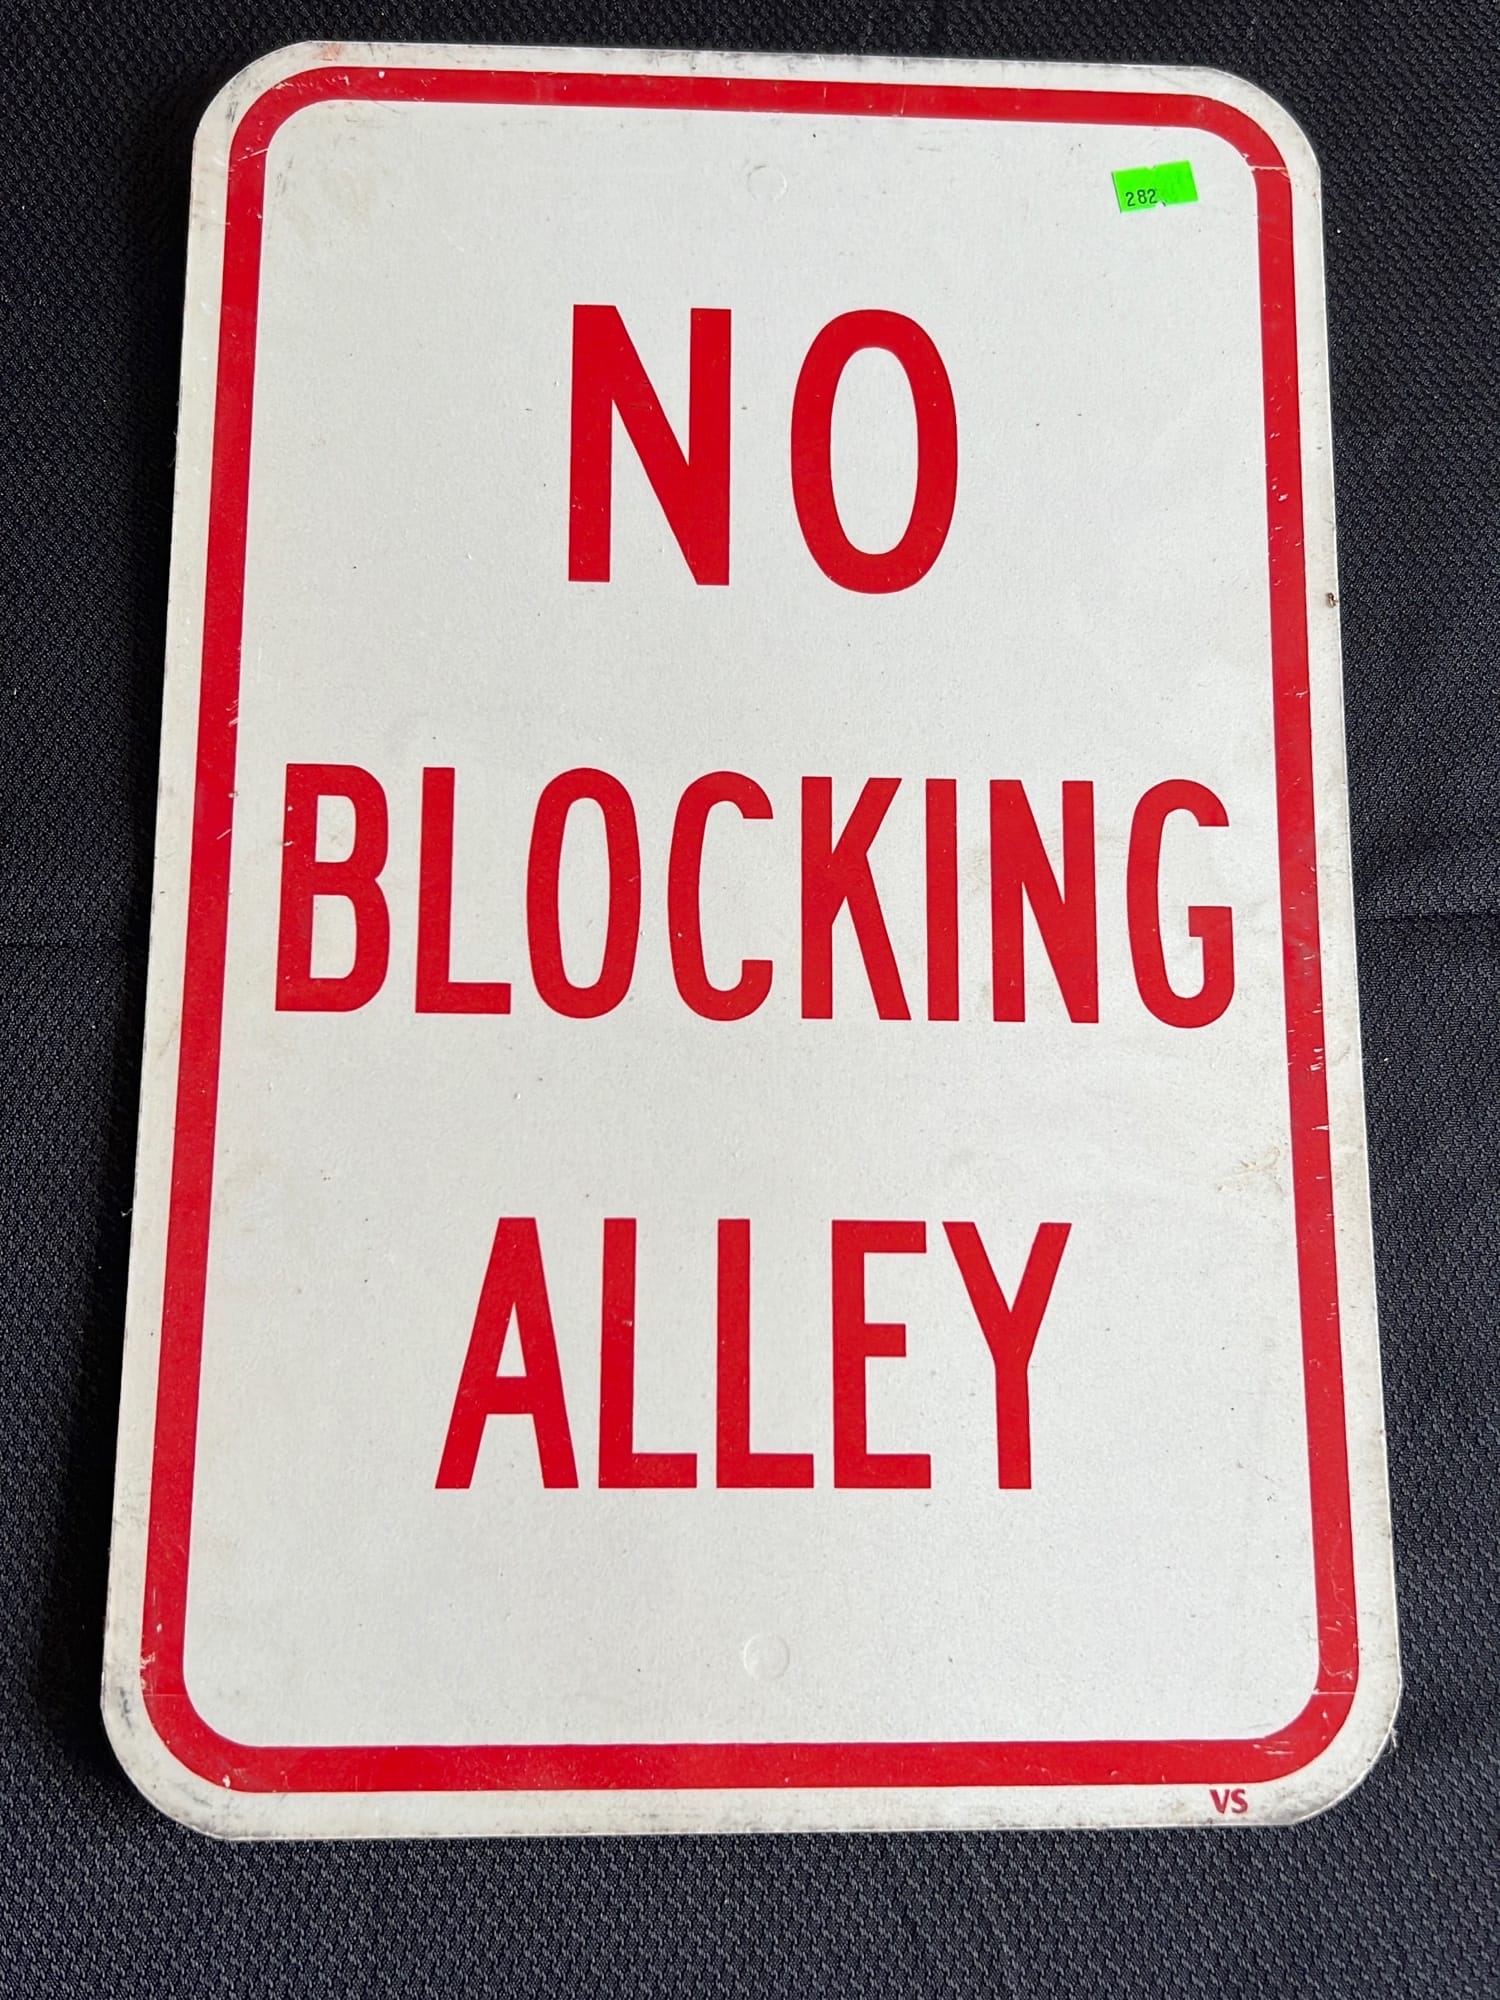 282
NO
BLOCKING
ALLEY
VS